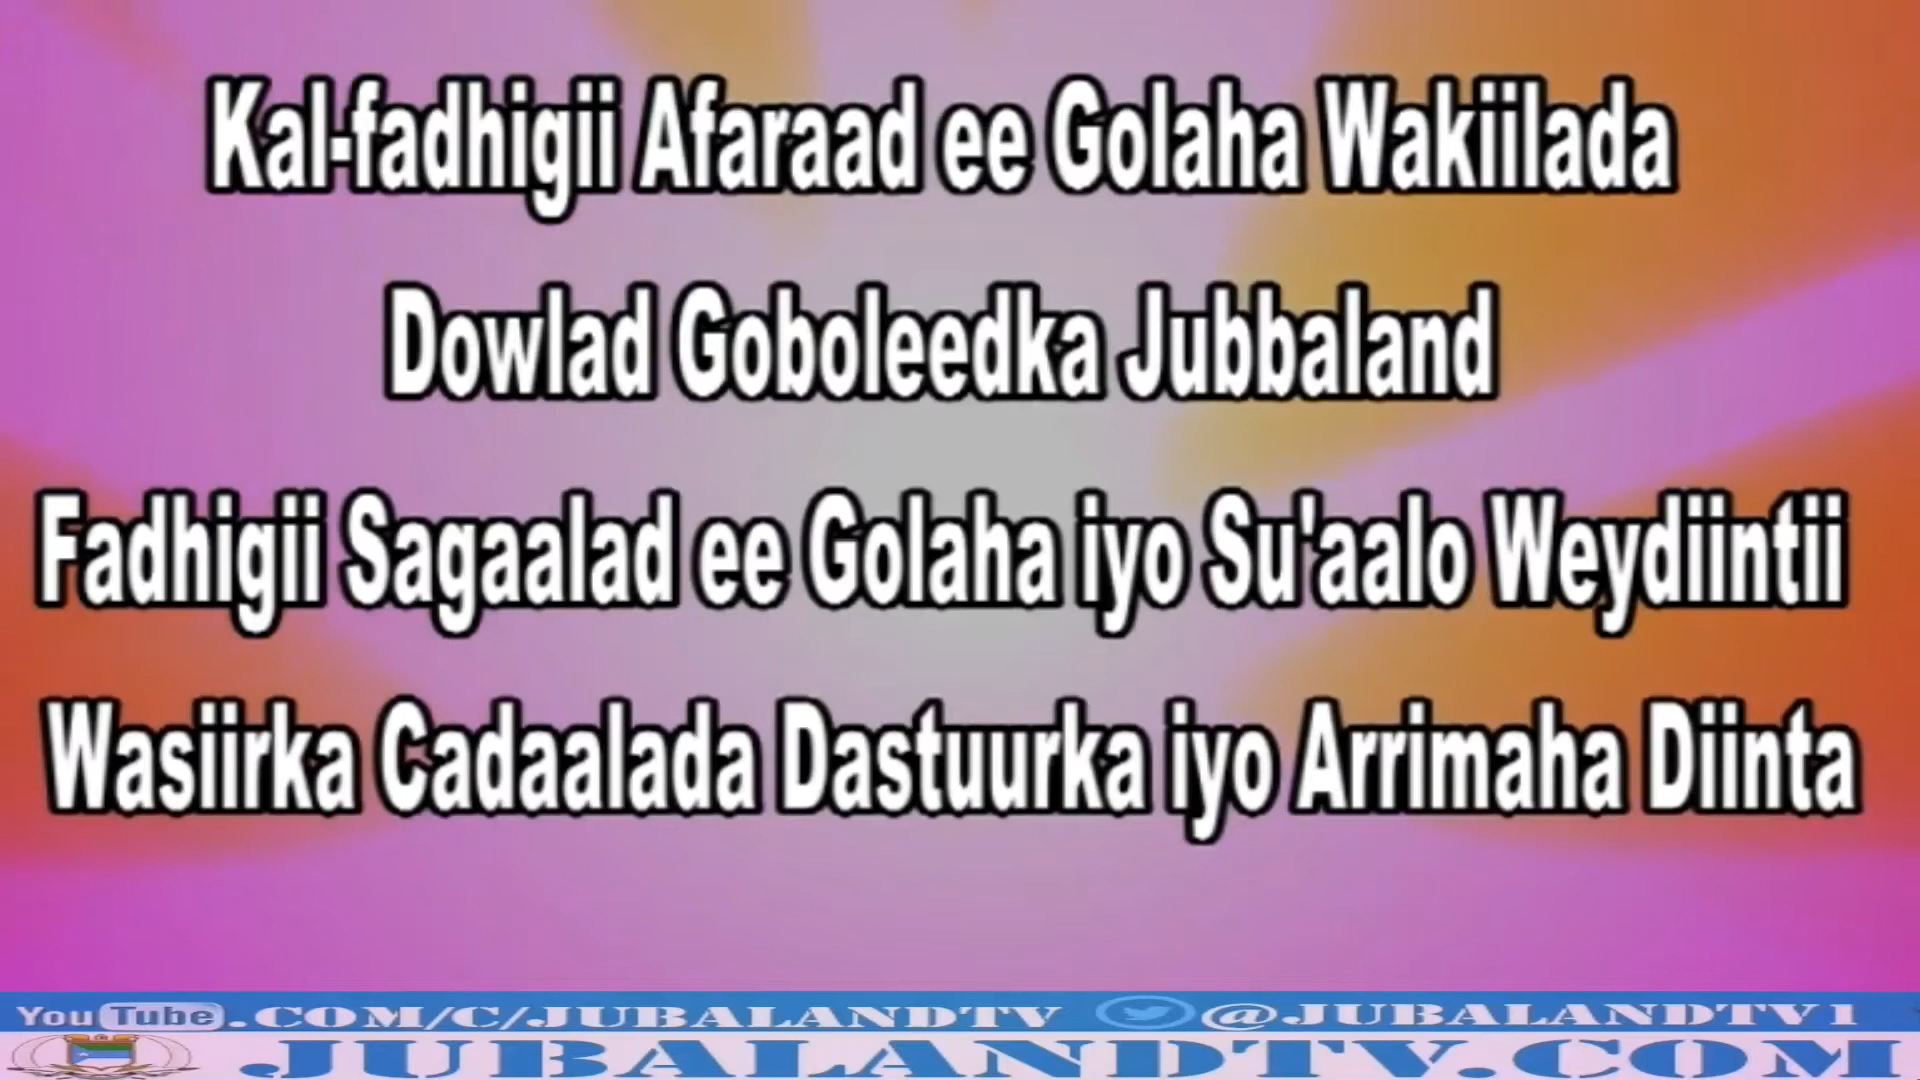 Kal-fadhigii Afaraad ee Golaha Wakiilada
Dowlad Goboleedka Jubbaland
Fadhigii Sagaalad ee Golaha iyo Su'aalo Weydiintii
Wasiirka Cadaalada Dastuurka iyo Arrimaha Diinta
YouTube.COM/C/JUBALANDTV @JUBALANDTV1
JUBALANDTV.COM